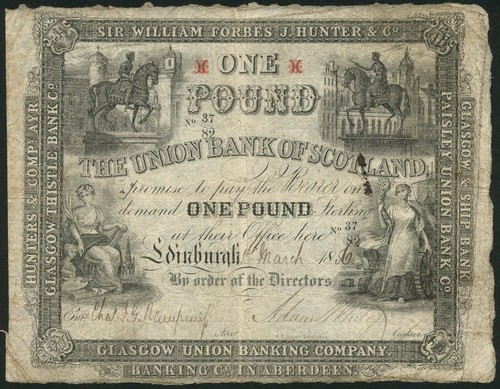 SIR WILLIAM FORBES J. HUNTER & Co
HUNTERS & COMPY AYR
GLASGOW THISTLE BANK Co
PAISLEY UNION BANK Co
GLASGOW & SHIP BANK
ONE
POUND
No 37
82
THE UNION BANK OF SCOTLAND
promise to pay the Bearer on
demand ONE POUND Sterling
at their Office here No 37
82
Edinburgh March
By order of the Directors
GLASGOW UNION BANKING COMPANY.
BANKING Co IN ABERDEEN.